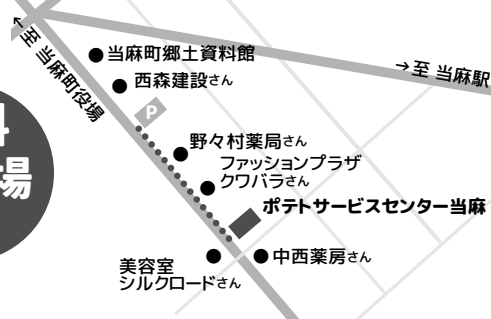 ←至 当麻町役場
当麻町郷土資料館
西森建設さん
→至 当麻駅
P
野々村薬局さん
ファッションプラザ
クワバラさん
ポテトサービスセンター当麻
美容室
シルクロードさん
中西薬房さん
場